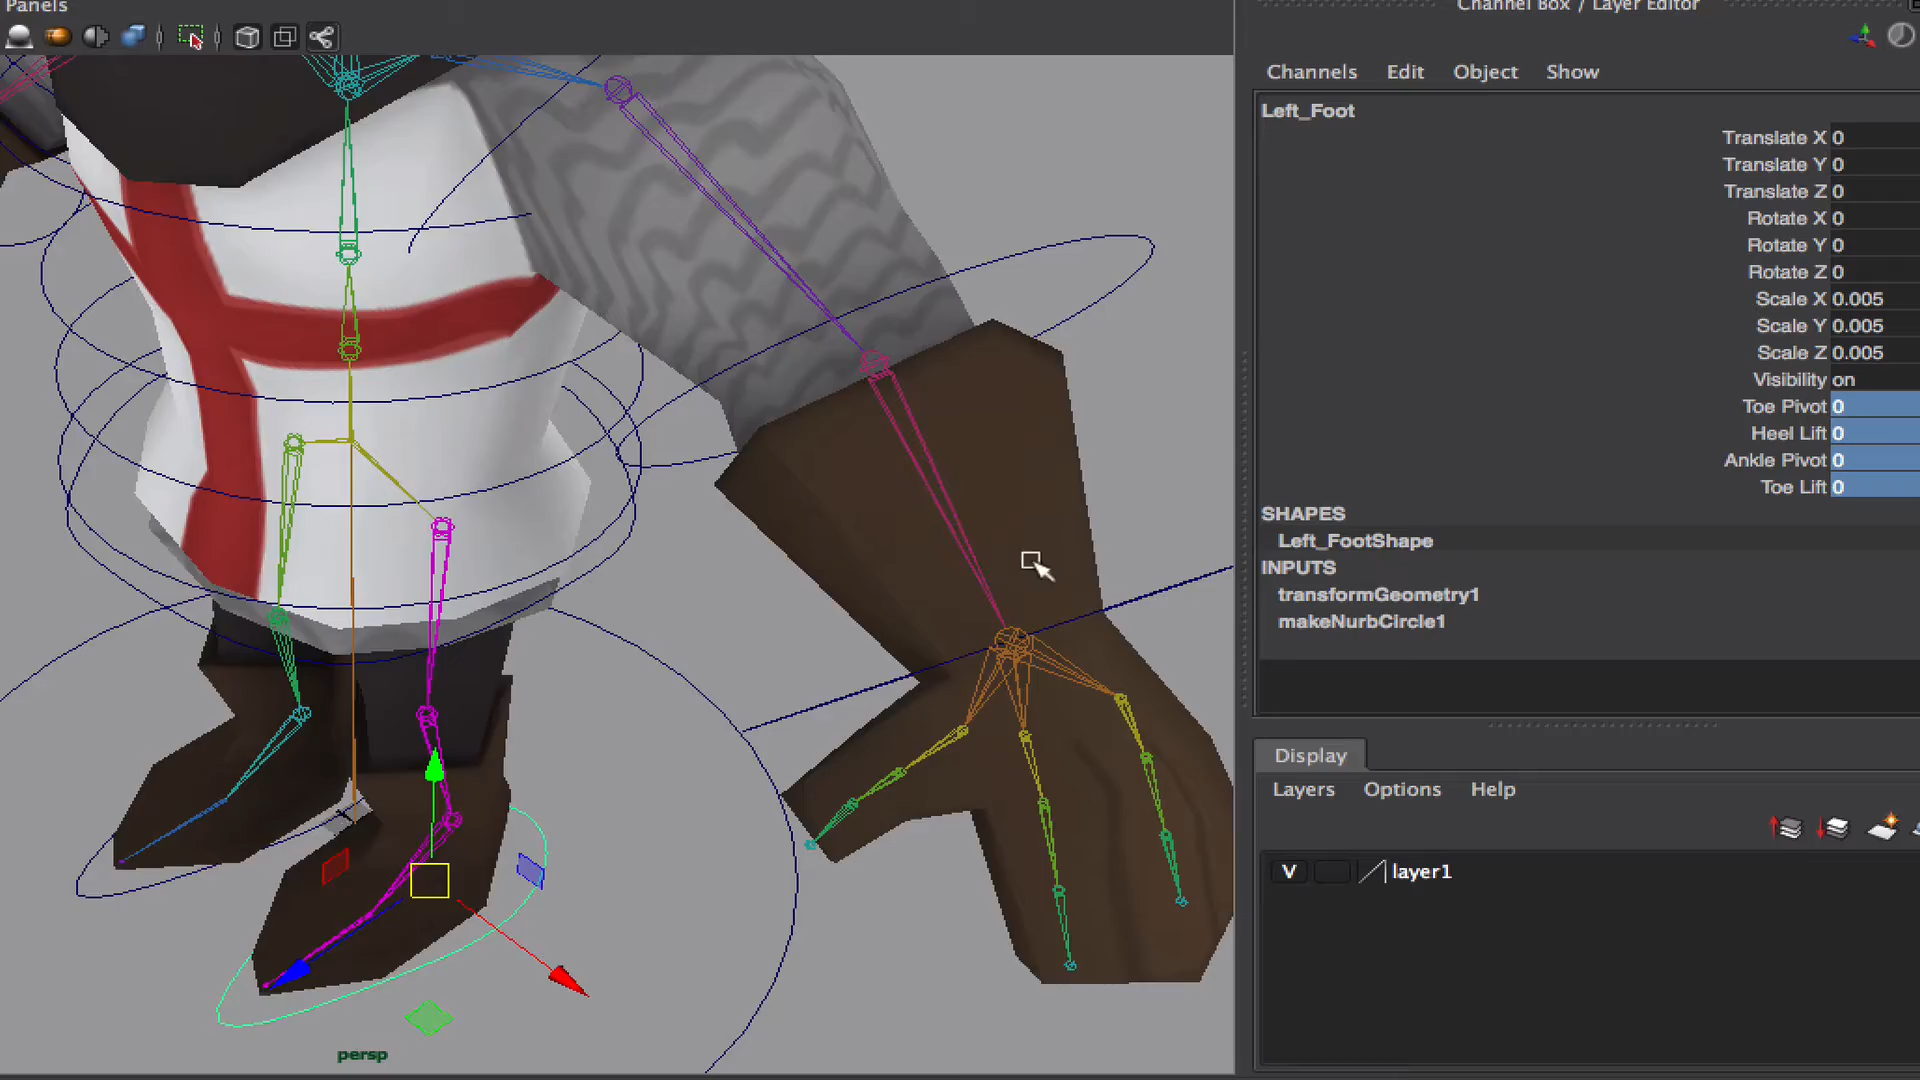 Panels
Channel Box / Layer Editor
Channels Edit Object Show
Left_Foot
Translate X 0
Translate Y 0
Translate Z 0
Rotate X 0
Rotate Y 0
Rotate Z 0
Scale X 0.005
Scale Y 0.005
Scale Z 0.005
Visibility on
Toe Pivot 0
Heel Lift 0
Ankle Pivot 0
Toe Lift 0
SHAPES
Left_FootShape
INPUTS
transformGeometry1
makeNurbCircle1
Display
Layers Options Help
V layer1
persp